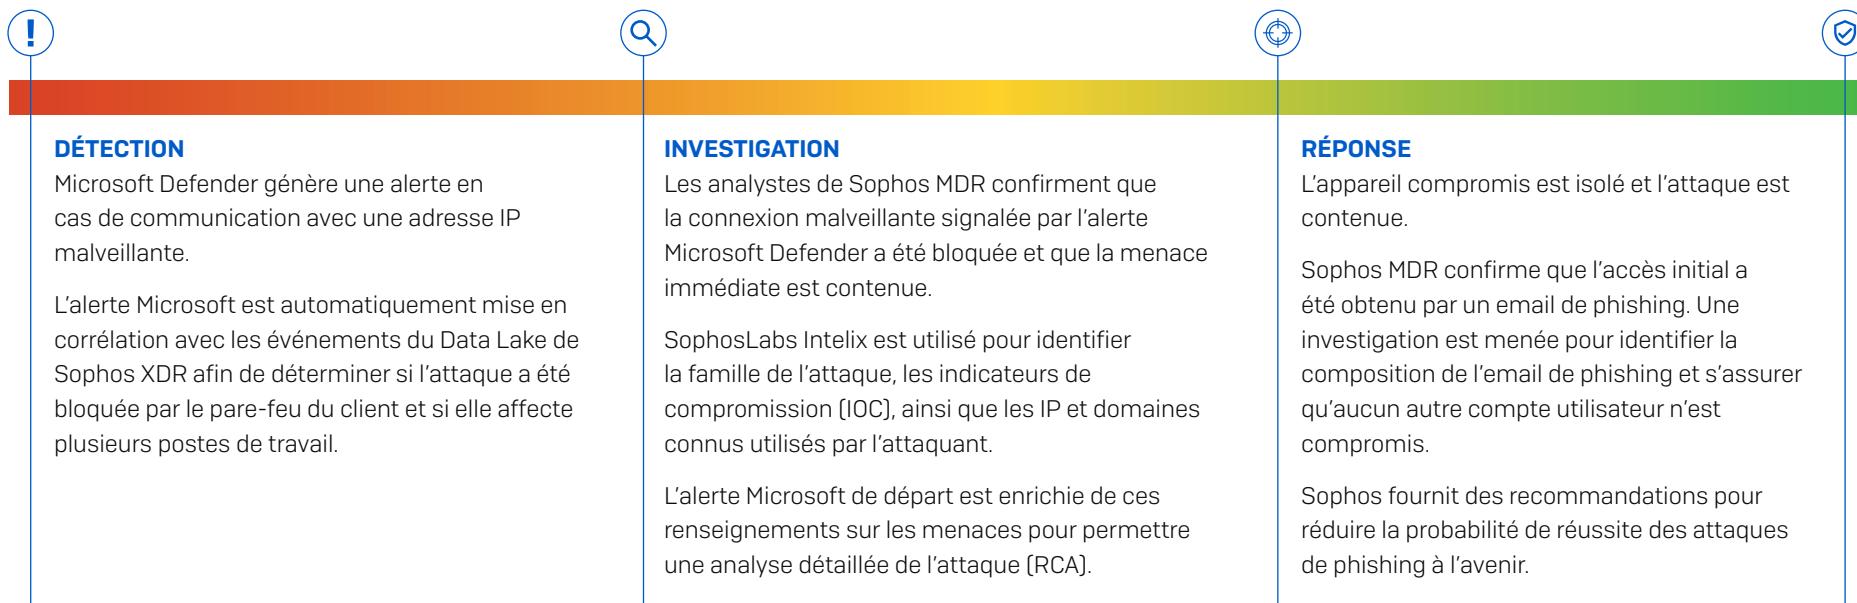 DÉTECTION
Microsoft Defender génère une alerte en
cas de communication avec une adresse IP
malveillante.
L’alerte Microsoft est automatiquement mise en
corrélation avec les événements du Data Lake de
Sophos XDR afin de déterminer si l’attaque a été
bloquée par le pare-feu du client et si elle affecte
plusieurs postes de travail.
INVESTIGATION
Les analystes de Sophos MDR confirment que
la connexion malveillante signalée par l’alerte
Microsoft Defender a été bloquée et que la menace
immédiate est contenue.
SophosLabs Intelix est utilisé pour identifier
la famille de l’attaque, les indicateurs de
compromission (IOC), ainsi que les IP et domaines
connus utilisés par l’attaquant.
L’alerte Microsoft de départ est enrichie de ces
renseignements sur les menaces pour permettre
une analyse détaillée de l’attaque (RCA).
RÉPONSE
L’appareil compromis est isolé et l’attaque est
contenue.
Sophos MDR confirme que l’accès initial a
été obtenu par un email de phishing. Une
investigation est menée pour identifier la
composition de l’email de phishing et s’assurer
qu’aucun autre compte utilisateur n’est
compromis.
Sophos fournit des recommandations pour
réduire la probabilité de réussite des attaques
de phishing à l’avenir.